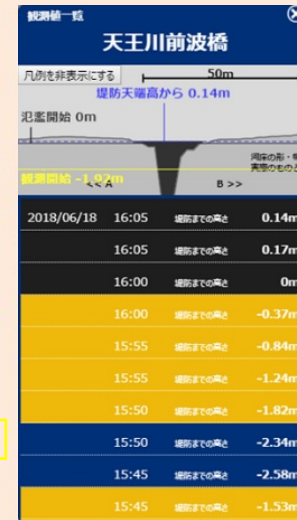 観測値一覧
天王川前波橋
凡例を非表示にする
50m
堤防天端高から 0.14m
氾濫開始 0m
観測開始 -1.92m
<< A
B >>
2018/06/18 16:05 堤防までの高さ 0.14m
16:05 堤防までの高さ 0.17m
16:00 堤防までの高さ 0m
16:00 堤防までの高さ -0.37m
15:55 堤防までの高さ -0.84m
15:55 堤防までの高さ -1.24m
15:50 堤防までの高さ -1.82m
15:50 堤防までの高さ -2.34m
15:45 堤防までの高さ -2.58m
15:45 堤防までの高さ -1.53m